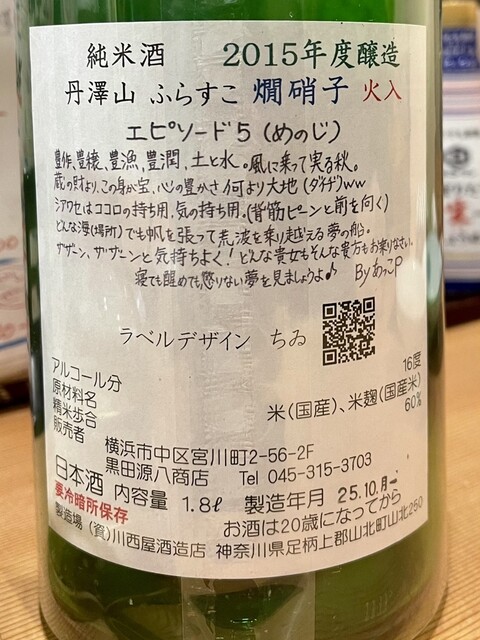 純米酒 2015年度醸造
丹澤山 ふらすこ 燗硝子 火入
エピソード5(めのじ)
豊作、豊穣、豊漁、豊潤、土と水。風に乗って実る秋。
蔵の財より、この身が宝、心の豊かさ何より大地(ダイヂ)ww
シアワセはココロの持ち用、気の持ち用。(背筋ピーンと前を向く)
どんな海(場所)でも帆を張って荒波を乗り越える夢の船。
ザザーン、ザザーンと気持ちよく!どんな貴女もそんな貴方もお乗りなさい。
寝ても醒めても懲りない夢を見ましょうよ♪ Byあっこp
ラベルデザイン ちゐ
アルコール分 16度
原材料名 米(国産)、米麹(国産米)
精米歩合 60%
販売者 横浜市中区宮川町2-56-2F
黒田源八商店 Tel 045-315-3703
日本酒 内容量 1.8ℓ 製造年月 25.10月
要冷暗所保存 お酒は20歳になってから
製造場 (資)川西屋酒造店 神奈川県足柄上郡山北町山北250